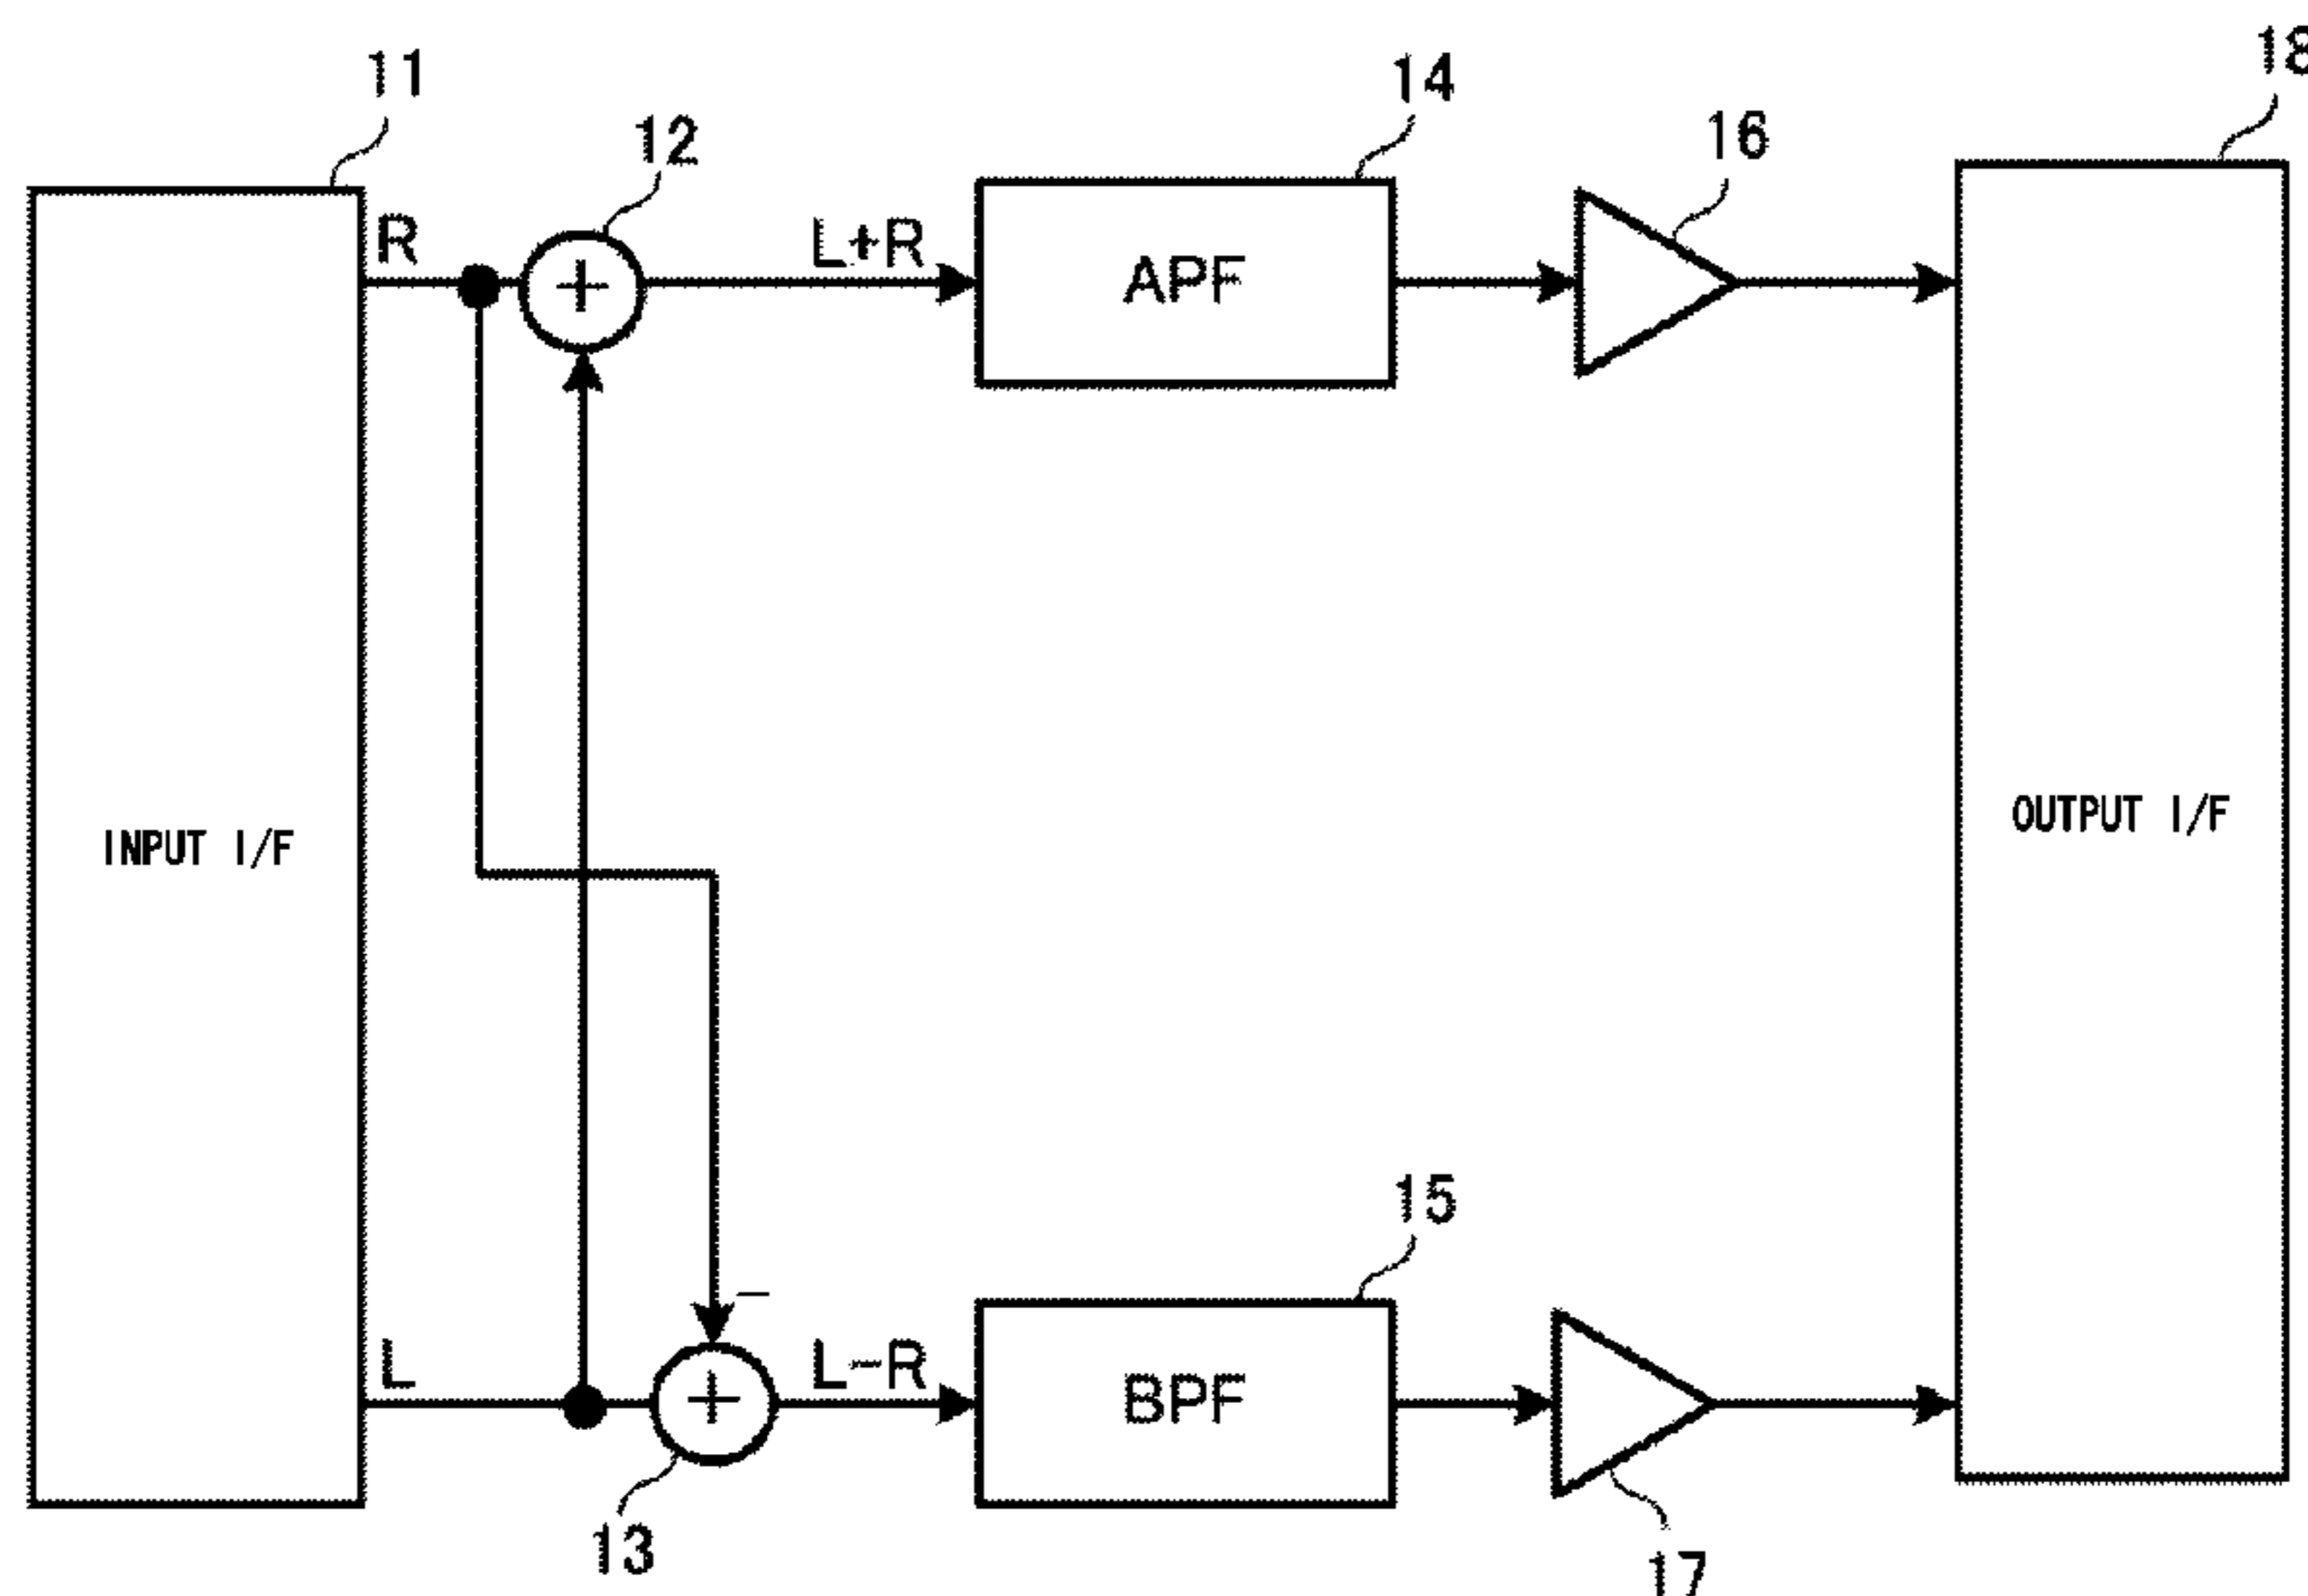 11
12
14
16
18
R
+
L+R
APF
INPUT I/F
OUTPUT I/F
15
−
L
+
L−R
BPF
13
17